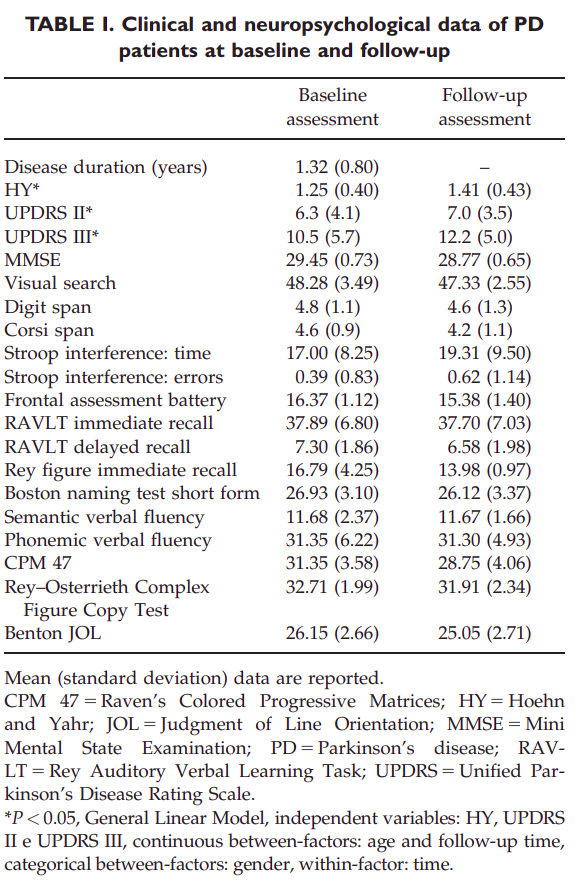 TABLE I. Clinical and neuropsychological data of PD
patients at baseline and follow-up
Baseline assessment Follow-up assessment
Disease duration (years) 1.32 (0.80) –
HY* 1.25 (0.40) 1.41 (0.43)
UPDRS II* 6.3 (4.1) 7.0 (3.5)
UPDRS III* 10.5 (5.7) 12.2 (5.0)
MMSE 29.45 (0.73) 28.77 (0.65)
Visual search 48.28 (3.49) 47.33 (2.55)
Digit span 4.8 (1.1) 4.6 (1.3)
Corsi span 4.6 (0.9) 4.2 (1.1)
Stroop interference: time 17.00 (8.25) 19.31 (9.50)
Stroop interference: errors 0.39 (0.83) 0.62 (1.14)
Frontal assessment battery 16.37 (1.12) 15.38 (1.40)
RAVLT immediate recall 37.89 (6.80) 37.70 (7.03)
RAVLT delayed recall 7.30 (1.86) 6.58 (1.98)
Rey figure immediate recall 16.79 (4.25) 13.98 (0.97)
Boston naming test short form 26.93 (3.10) 26.12 (3.37)
Semantic verbal fluency 11.68 (2.37) 11.67 (1.66)
Phonemic verbal fluency 31.35 (6.22) 31.30 (4.93)
CPM 47 31.35 (3.58) 28.75 (4.06)
Rey–Osterrieth Complex 32.71 (1.99) 31.91 (2.34)
Figure Copy Test
Benton JOL 26.15 (2.66) 25.05 (2.71)
Mean (standard deviation) data are reported.
CPM 47 = Raven's Colored Progressive Matrices; HY = Hoehn
and Yahr; JOL = Judgment of Line Orientation; MMSE = Mini
Mental State Examination; PD = Parkinson's disease; RAV-
LT = Rey Auditory Verbal Learning Task; UPDRS = Unified Par-
kinson's Disease Rating Scale.
*P < 0.05, General Linear Model, independent variables: HY, UPDRS
II e UPDRS III, continuous between-factors: age and follow-up time,
categorical between-factors: gender, within-factor: time.